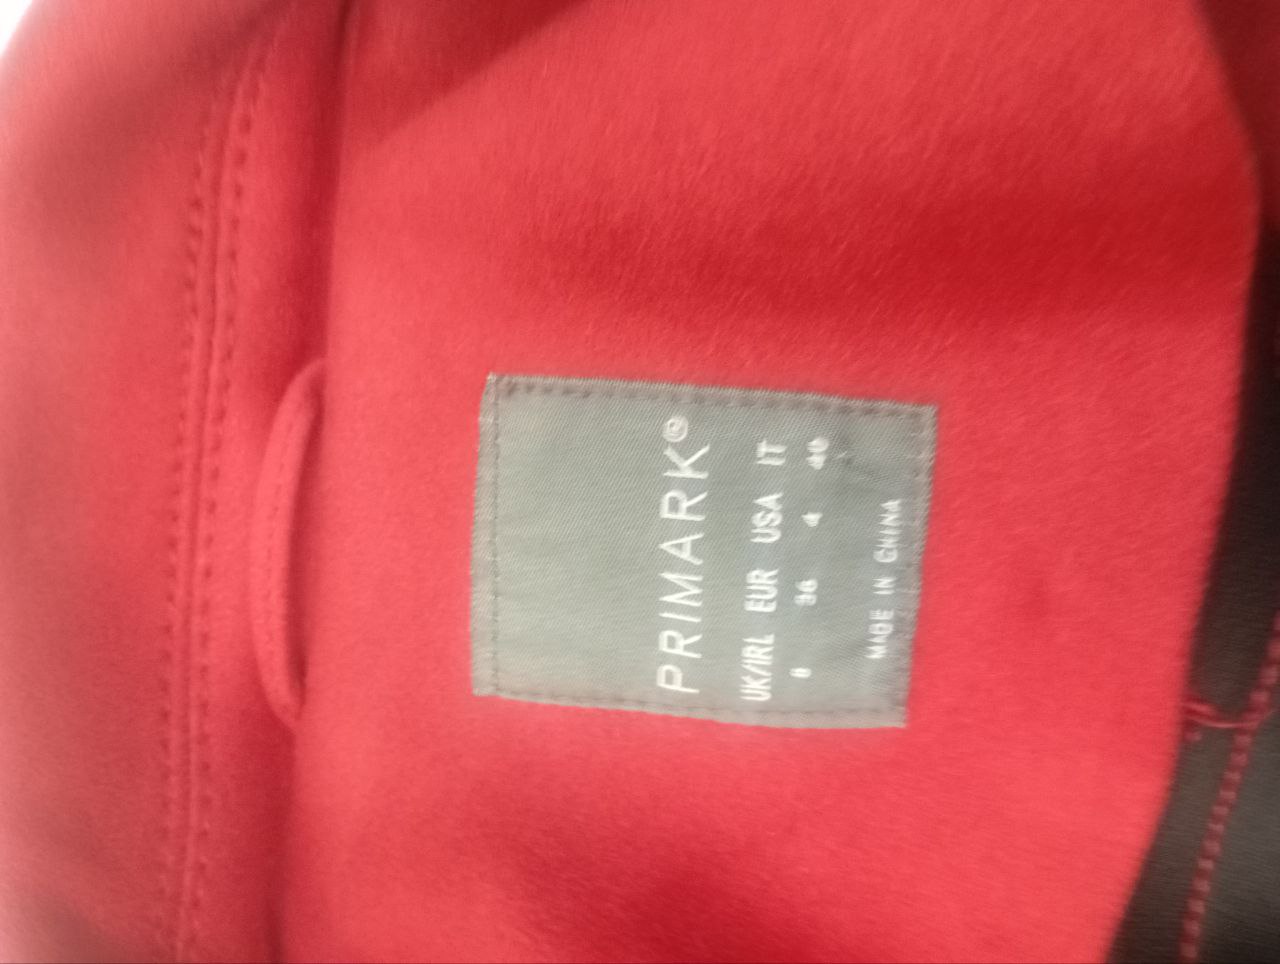 PRIMARK®
UK/IRL EUR USA IT
8 36 4 40
MADE IN CHINA